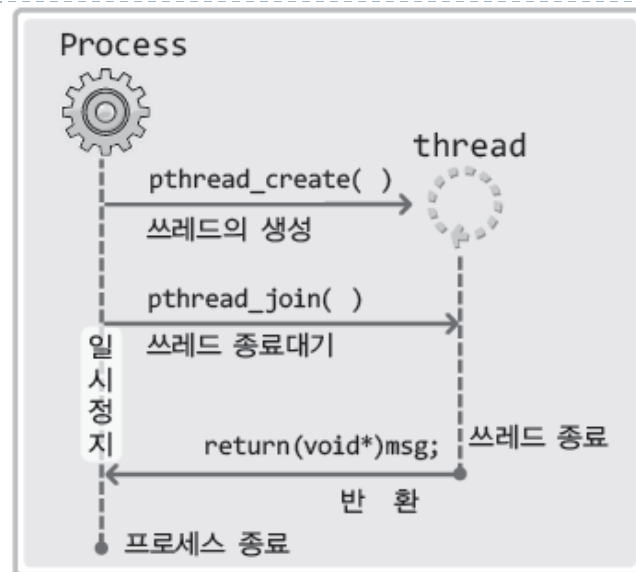 Process
thread
pthread_create( )
쓰레드의 생성
pthread_join( )
쓰레드 종료대기
일시정지
return(void*)msg;
쓰레드 종료
반 환
프로세스 종료